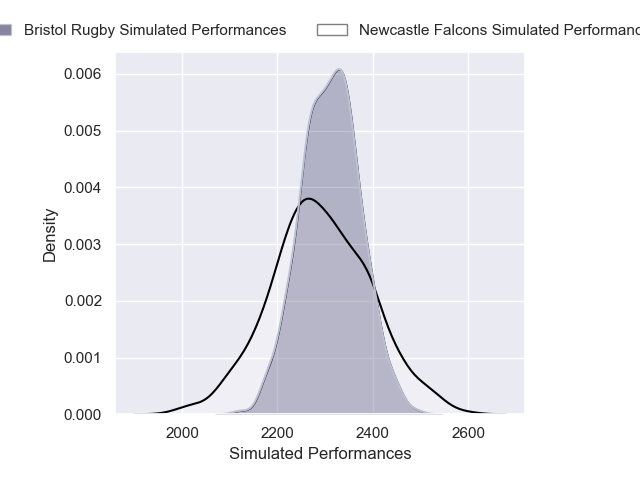 Bristol Rugby Simulated Performances Newcastle Falcons Simulated
0.006
0.005
0.004
0.003
0.002
0.001
0.000
Density
2000 2200 2400 2600
Simulated Performances